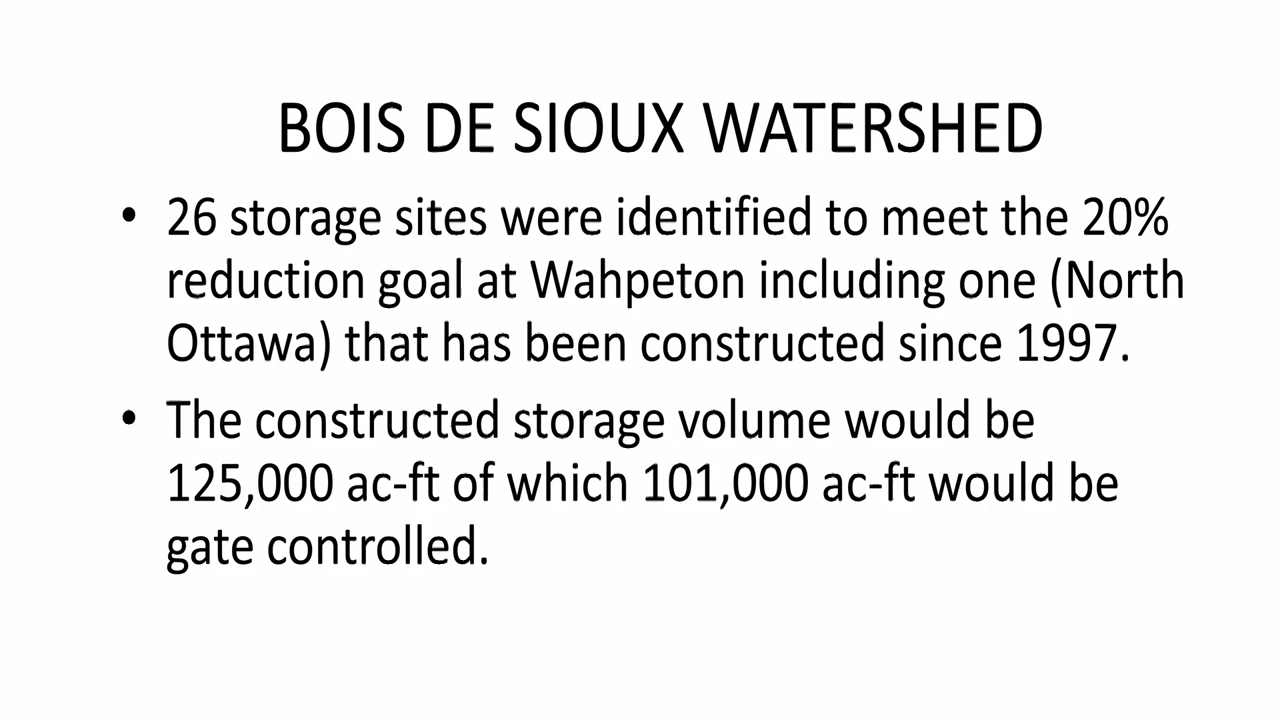 BOIS DE SIOUX WATERSHED
• 26 storage sites were identified to meet the 20%
reduction goal at Wahpeton including one (North
Ottawa) that has been constructed since 1997.
• The constructed storage volume would be
125,000 ac-ft of which 101,000 ac-ft would be
gate controlled.